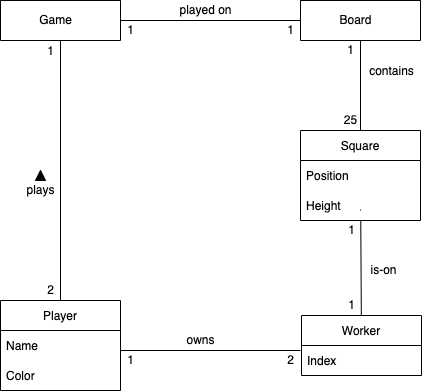 Game
played on
Board
1
1
1
1
contains
25
Square
Position
Height
plays
1
is-on
2
1
Player
Worker
Name
owns
Index
1
2
Color